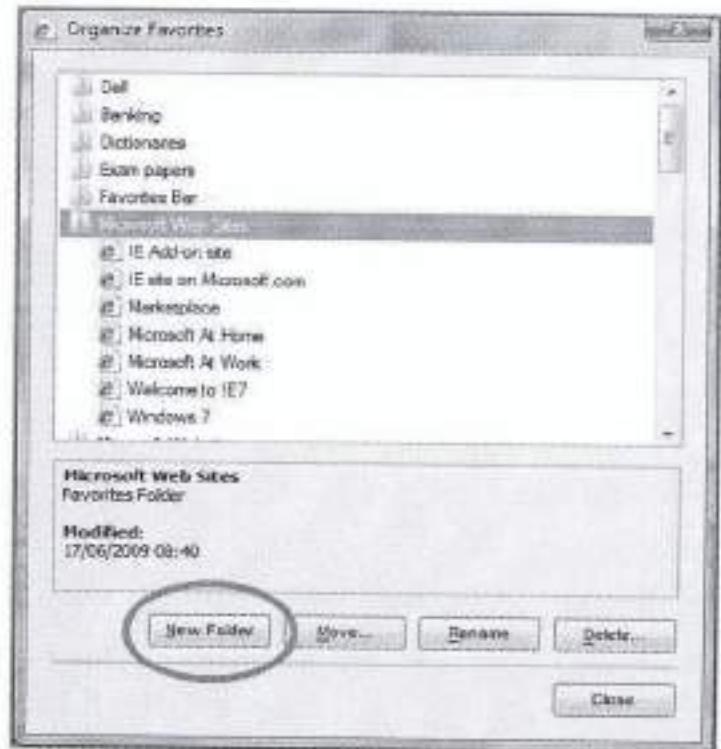 Organize Favorites
Dell
Banking
Dictionares
Exam papers
Favorites Bar
Microsoft Web Sites
IE Add-on site
IE site on Microsoft.com
Marketplace
Microsoft At Home
Microsoft At Work
Welcome to IE7
Windows 7
Microsoft Web Sites
Favorites Folder
Modified:
17/06/2009 08:40
New Folder
Move...
Rename
Delete...
Close